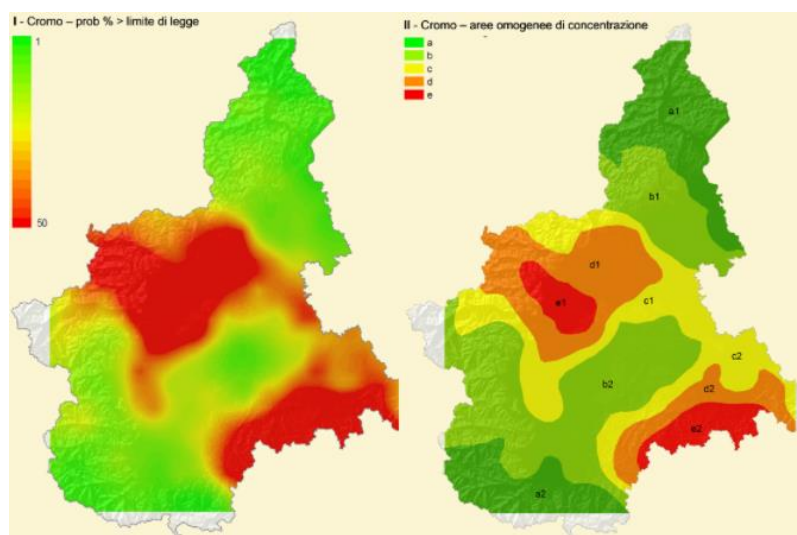 I - Cromo – prob % > limite di legge
1
50
II - Cromo – aree omogenee di concentrazione
a
b
c
d
e
a1
b1
d1
e1
c1
c2
b2
d2
e2
a2